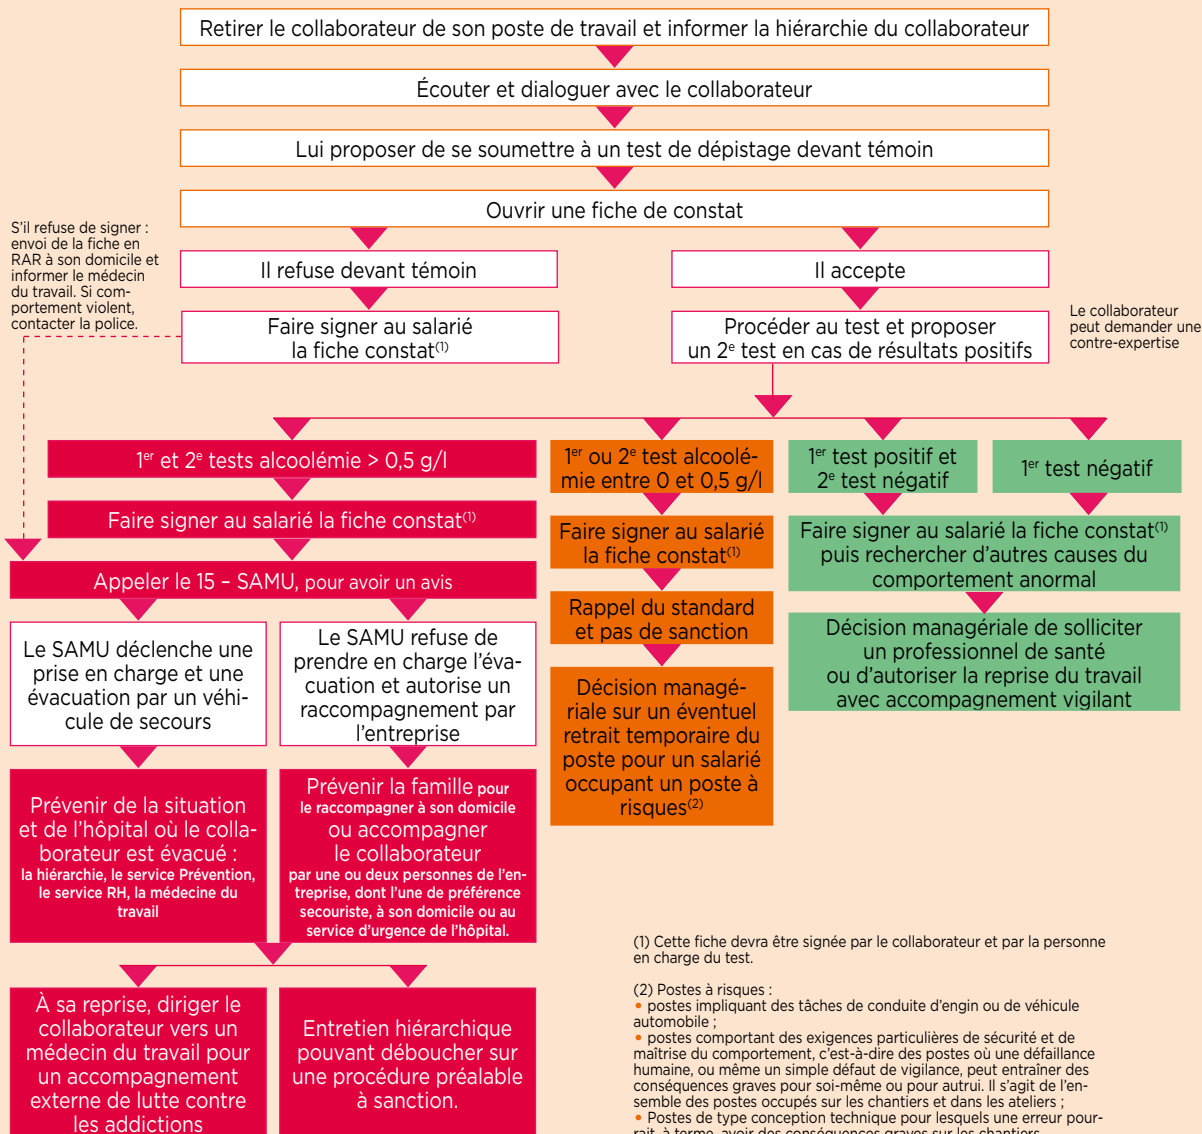 Retirer le collaborateur de son poste de travail et informer la hiérarchie du collaborateur
Écouter et dialoguer avec le collaborateur
Lui proposer de se soumettre à un test de dépistage devant témoin
Ouvrir une fiche de constat
S'il refuse de signer :
envoi de la fiche en
RAR à son domicile et
informer le médecin
du travail. Si com-
portement violent,
contacter la police.
Il refuse devant témoin
Il accepte
Faire signer au salarié
la fiche constat(1)
Procéder au test et proposer
un 2e test en cas de résultats positifs
Le collaborateur
peut demander une
contre-expertise
1er et 2e tests alcoolémie > 0,5 g/l
1er ou 2e test alcoolé-
mie entre 0 et 0,5 g/l
1er test positif et
2e test négatif
1er test négatif
Faire signer au salarié la fiche constat(1)
Faire signer au salarié
la fiche constat(1)
Faire signer au salarié la fiche constat(1)
puis rechercher d'autres causes du
comportement anormal
Appeler le 15 – SAMU, pour avoir un avis
Rappel du standard
et pas de sanction
Décision managériale de solliciter
un professionnel de santé
ou d'autoriser la reprise du travail
avec accompagnement vigilant
Le SAMU déclenche une
prise en charge et une
évacuation par un véhi-
cule de secours
Le SAMU refuse de
prendre en charge l'éva-
cuation et autorise un
raccompagnement par
l'entreprise
Décision managé-
riale sur un éventuel
retrait temporaire du
poste pour un salarié
occupant un poste à
risques(2)
Prévenir de la situation
et de l'hôpital où le colla-
borateur est évacué :
la hiérarchie, le service Prévention,
le service RH, la médecine du
travail
Prévenir la famille pour
le raccompagner à son domicile
ou accompagner
le collaborateur
par une ou deux personnes de l'en-
treprise, dont l'une de préférence
secouriste, à son domicile ou au
service d'urgence de l'hôpital.
À sa reprise, diriger le
collaborateur vers un
médecin du travail pour
un accompagnement
externe de lutte contre
les addictions
Entretien hiérarchique
pouvant déboucher sur
une procédure préalable
à sanction.
(1) Cette fiche devra être signée par le collaborateur et par la personne
en charge du test.
(2) Postes à risques :
• postes impliquant des tâches de conduite d'engin ou de véhicule
automobile ;
• postes comportant des exigences particulières de sécurité et de
maîtrise du comportement, c'est-à-dire des postes où une défaillance
humaine, ou même un simple défaut de vigilance, peut entraîner des
conséquences graves pour soi-même ou pour autrui. Il s'agit de l'en-
semble des postes occupés sur les chantiers et dans les ateliers ;
• Postes de type conception technique pour lesquels une erreur pour-
rait, à terme, avoir des conséquences graves sur les chantiers